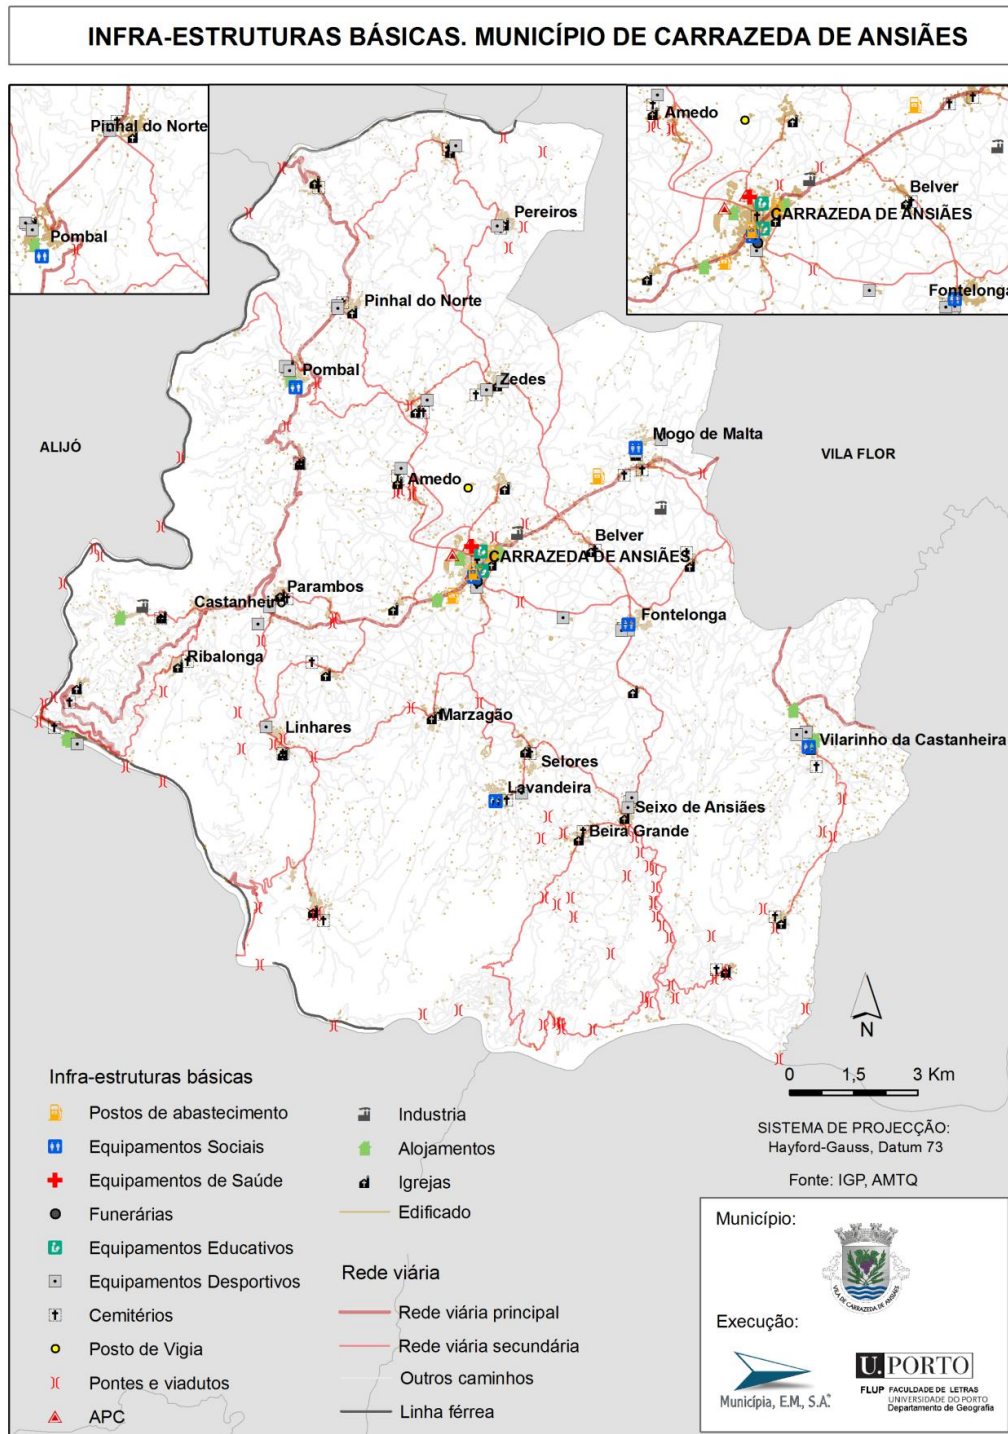 INFRA-ESTRUTURAS BÁSICAS. MUNICÍPIO DE CARRAZEDA DE ANSIÃES
Pinhal do Norte
Pombal
Amedo
Belver
CARRAZEDA DE ANSIÃES
Fontelonga
Pereiros
Pinhal do Norte
Pombal
Zedes
ALIJÓ
Mogo de Malta
VILA FLOR
Amedo
Belver
CARRAZEDA DE ANSIÃES
Parambos
Castanheiro
Fontelonga
Ribalonga
Marzagão
Linhares
Vilarinho da Castanheira
Selores
Lavandeira
Seixo de Ansiães
Beira Grande
N
0 1,5 3 Km
SISTEMA DE PROJECÇÃO:
Hayford-Gauss, Datum 73
Fonte: IGP, AMTQ
Infra-estruturas básicas
Postos de abastecimento
Equipamentos Sociais
Equipamentos de Saúde
Funerárias
Equipamentos Educativos
Equipamentos Desportivos
Cemitérios
Posto de Vigia
Pontes e viadutos
APC
Industria
Alojamentos
Igrejas
Edificado
Rede viária
Rede viária principal
Rede viária secundária
Outros caminhos
Linha férrea
Município:
VILA DE CARRAZEDA DE ANSIÃES
Execução:
Municípia, E.M., S.A.
U. PORTO
FLUP FACULDADE DE LETRAS
UNIVERSIDADE DO PORTO
Departamento de Geografia